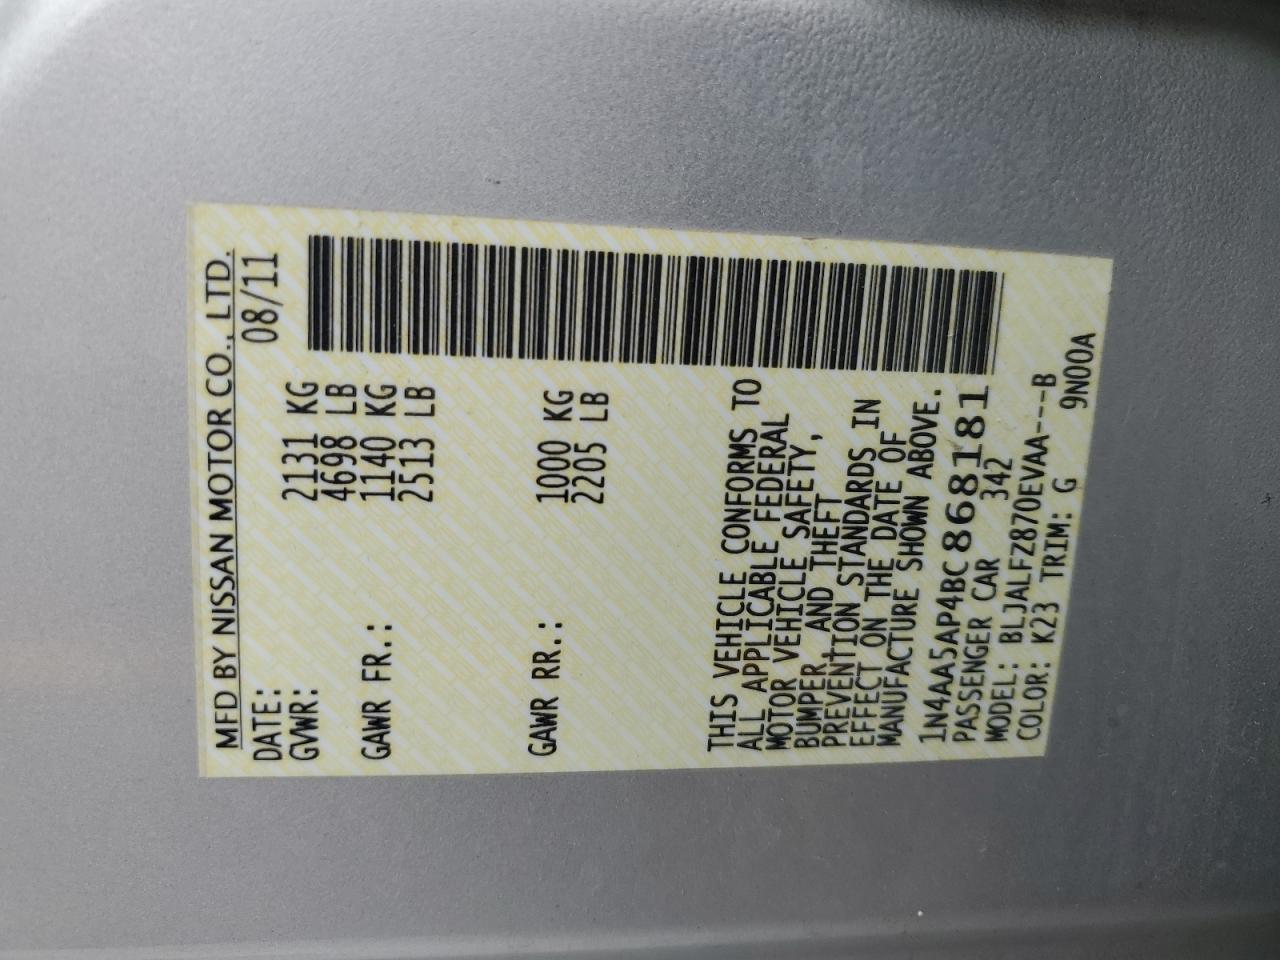 MFD BY NISSAN MOTOR CO., LTD.
DATE: 08/11
GVWR: 2131 KG
4698 LB
GAWR FR.: 1140 KG
2513 LB
GAWR RR.: 1000 KG
2205 LB
THIS VEHICLE CONFORMS TO
ALL APPLICABLE FEDERAL
MOTOR VEHICLE SAFETY,
BUMPER, AND THEFT
PREVENTION STANDARDS IN
EFFECT ON THE DATE OF
MANUFACTURE SHOWN ABOVE.
1N4AA5AP4BC868181
PASSENGER CAR 342
MODEL: BLJALFZ870EVAA---B
COLOR: K23 TRIM: G 9N00A